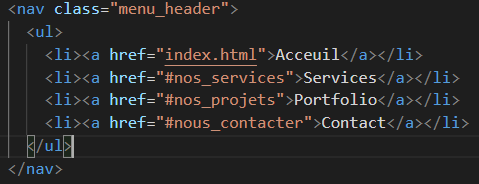 <nav class="menu_header">
<ul>
<li><a href="index.html">Acceuil</a></li>
<li><a href="#nos_services">Services</a></li>
<li><a href="#nos_projets">Portfolio</a></li>
<li><a href="#nous_contacter">Contact</a></li>
</ul>
</nav>